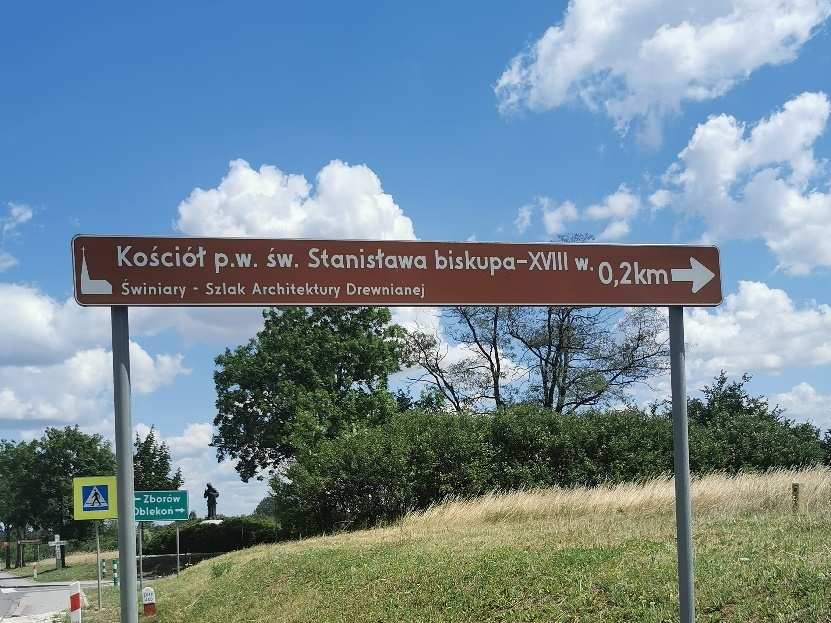 Kościół p.w. św. Stanisława biskupa-XVIII w. 0,2km
Świniary - Szlak Architektury Drewnianej
Zborów
Oblekoń